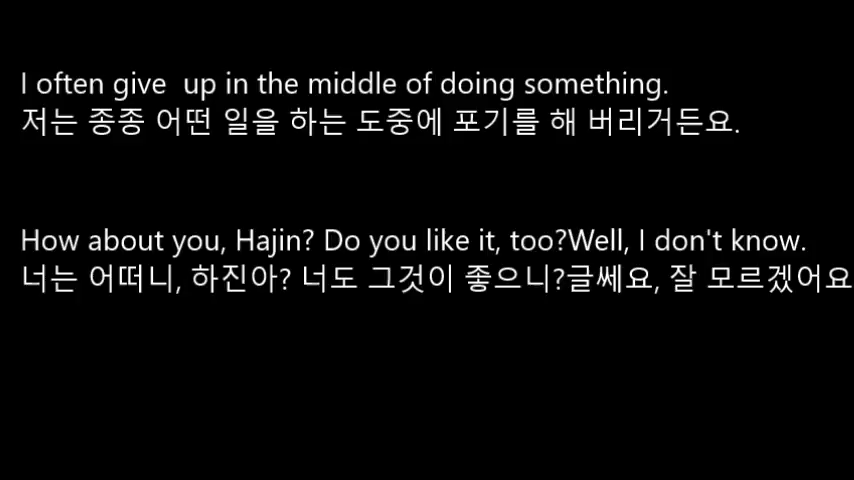 I often give  up in the middle of doing something.
저는 종종 어떤 일을 하는 도중에 포기를 해 버리거든요.
How about you, Hajin? Do you like it, too?Well, I don't know.
너는 어떠니, 하진아? 너도 그것이 좋으니?글쎄요, 잘 모르겠어요